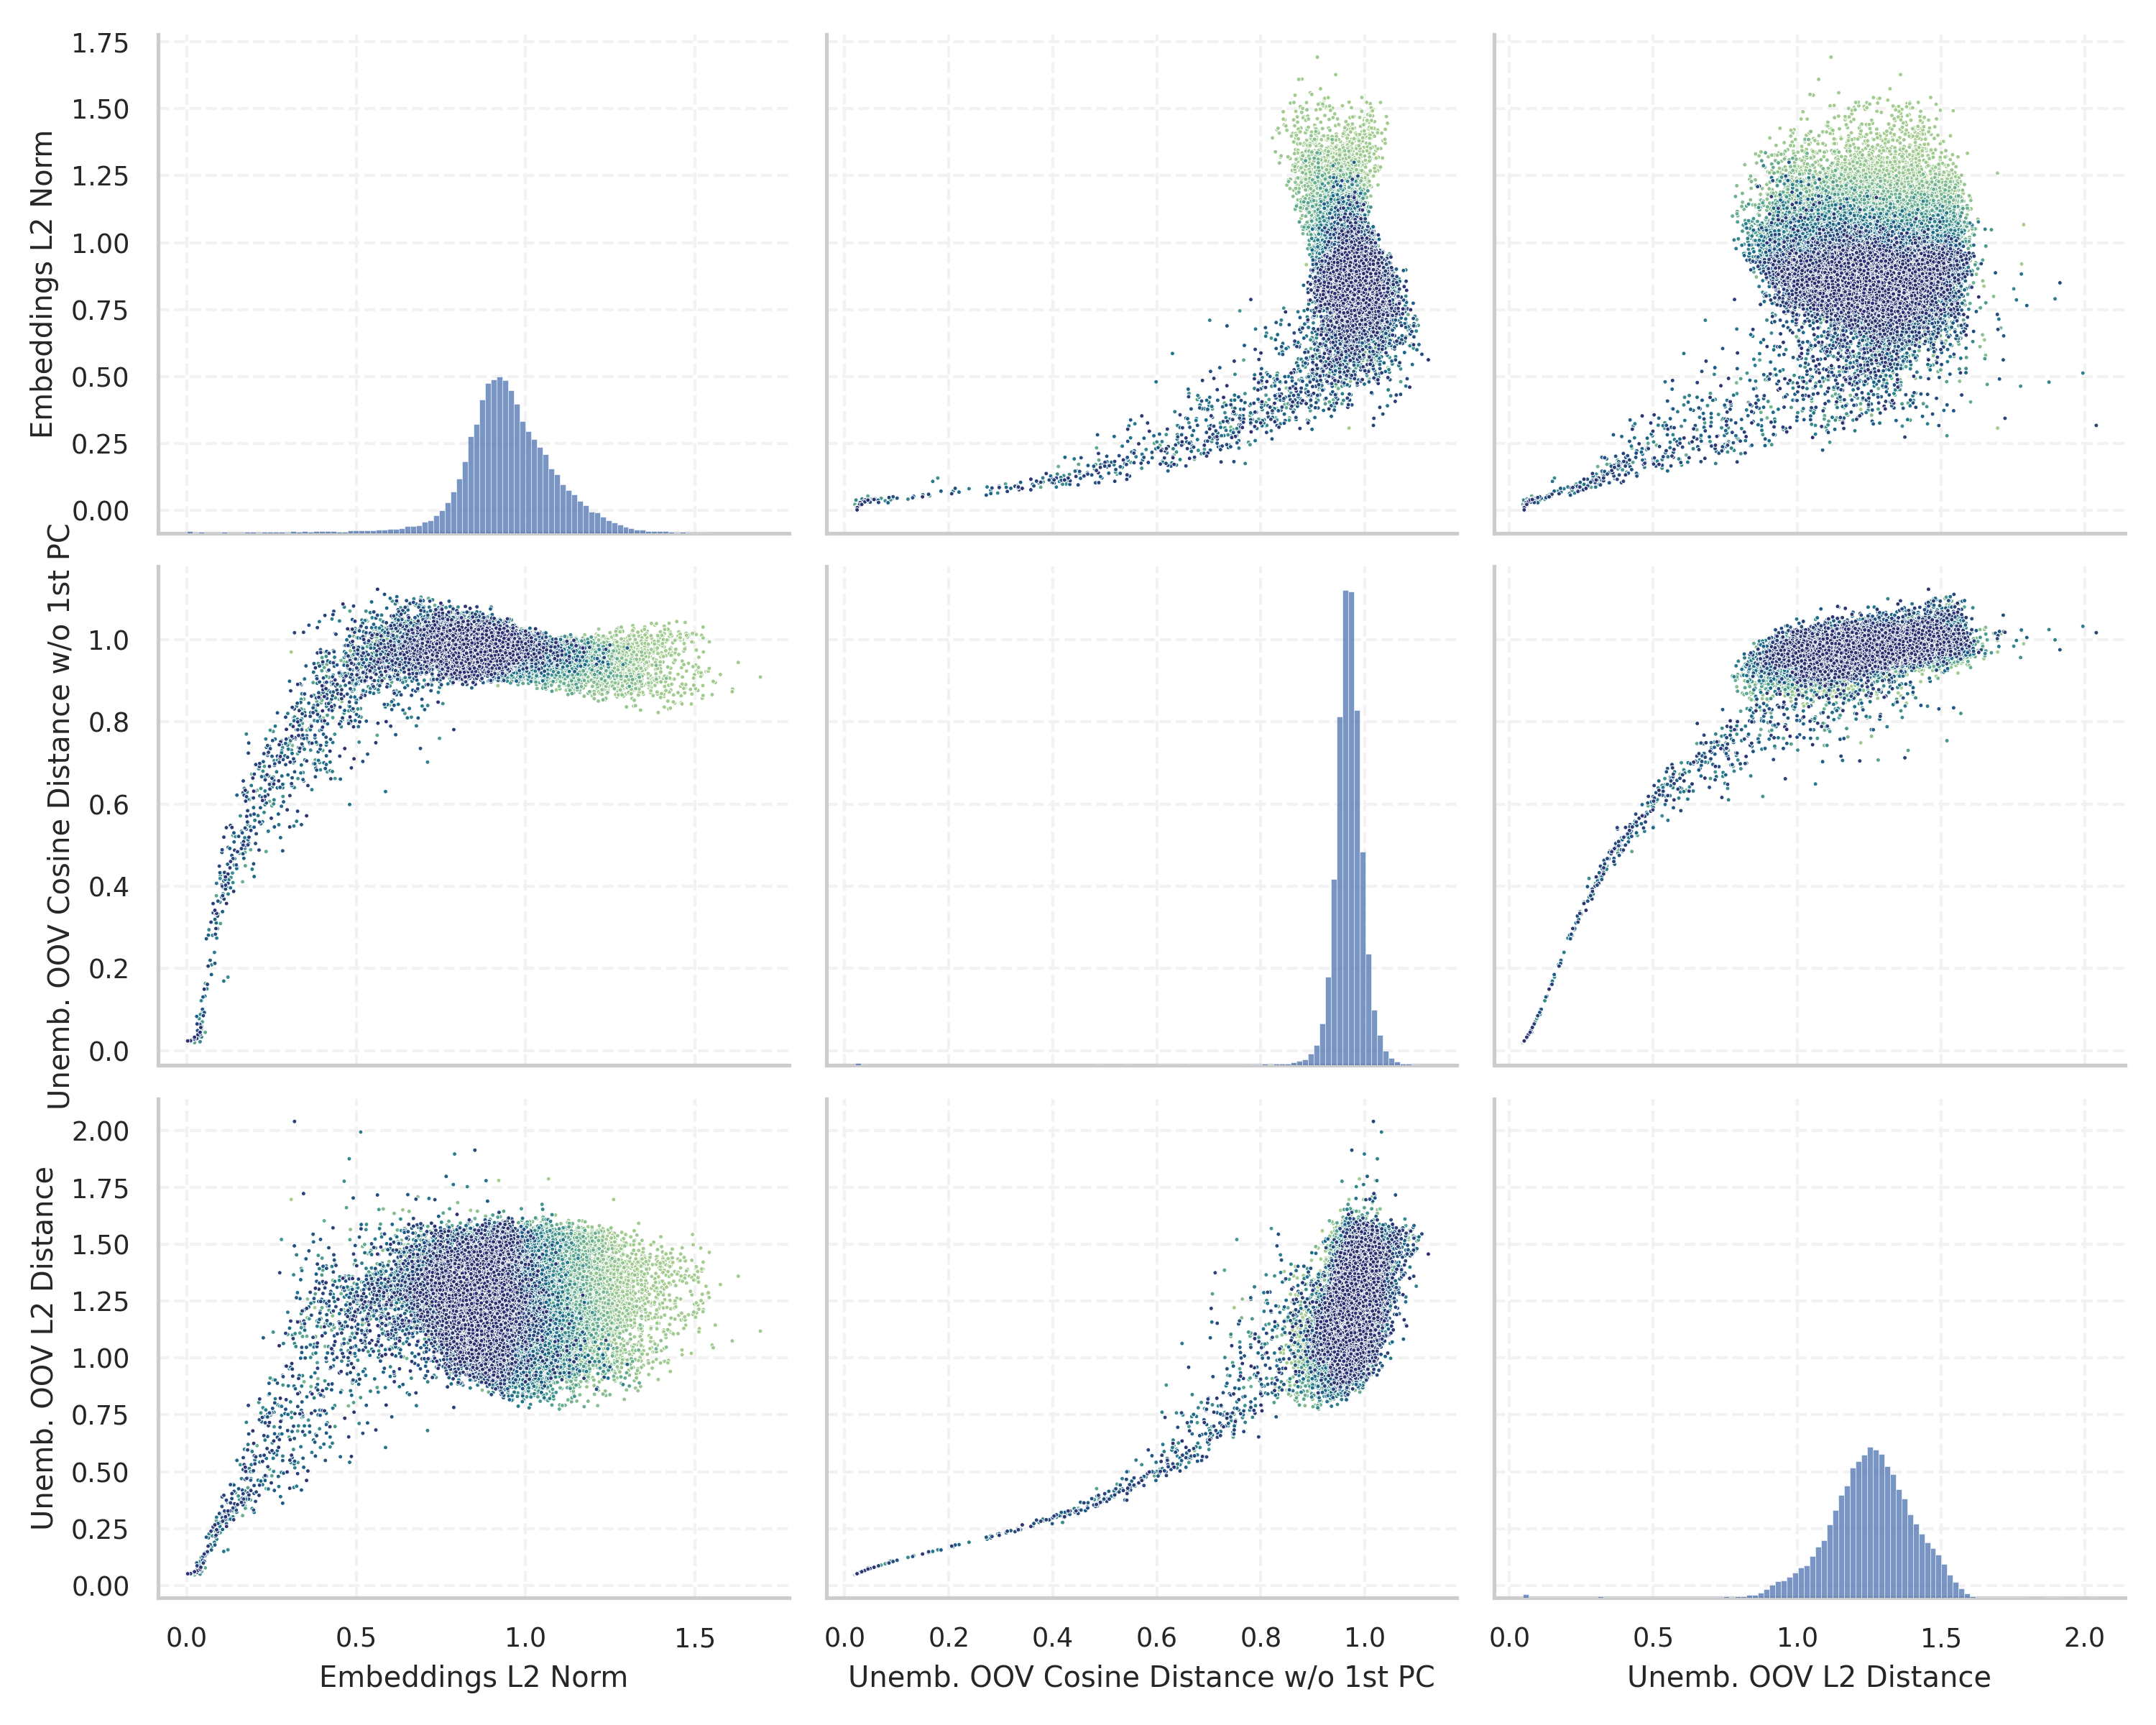 1.75
1.50
1.25
1.00
0.75
0.50
0.25
0.00
Embeddings L2 Norm
1.0
0.8
0.6
0.4
0.2
0.0
Unemb. OOV Cosine Distance w/o 1st PC
2.00
1.75
1.50
1.25
1.00
0.75
0.50
0.25
0.00
Unemb. OOV L2 Distance
0.0 0.5 1.0 1.5
Embeddings L2 Norm
0.0 0.2 0.4 0.6 0.8 1.0
Unemb. OOV Cosine Distance w/o 1st PC
0.0 0.5 1.0 1.5 2.0
Unemb. OOV L2 Distance